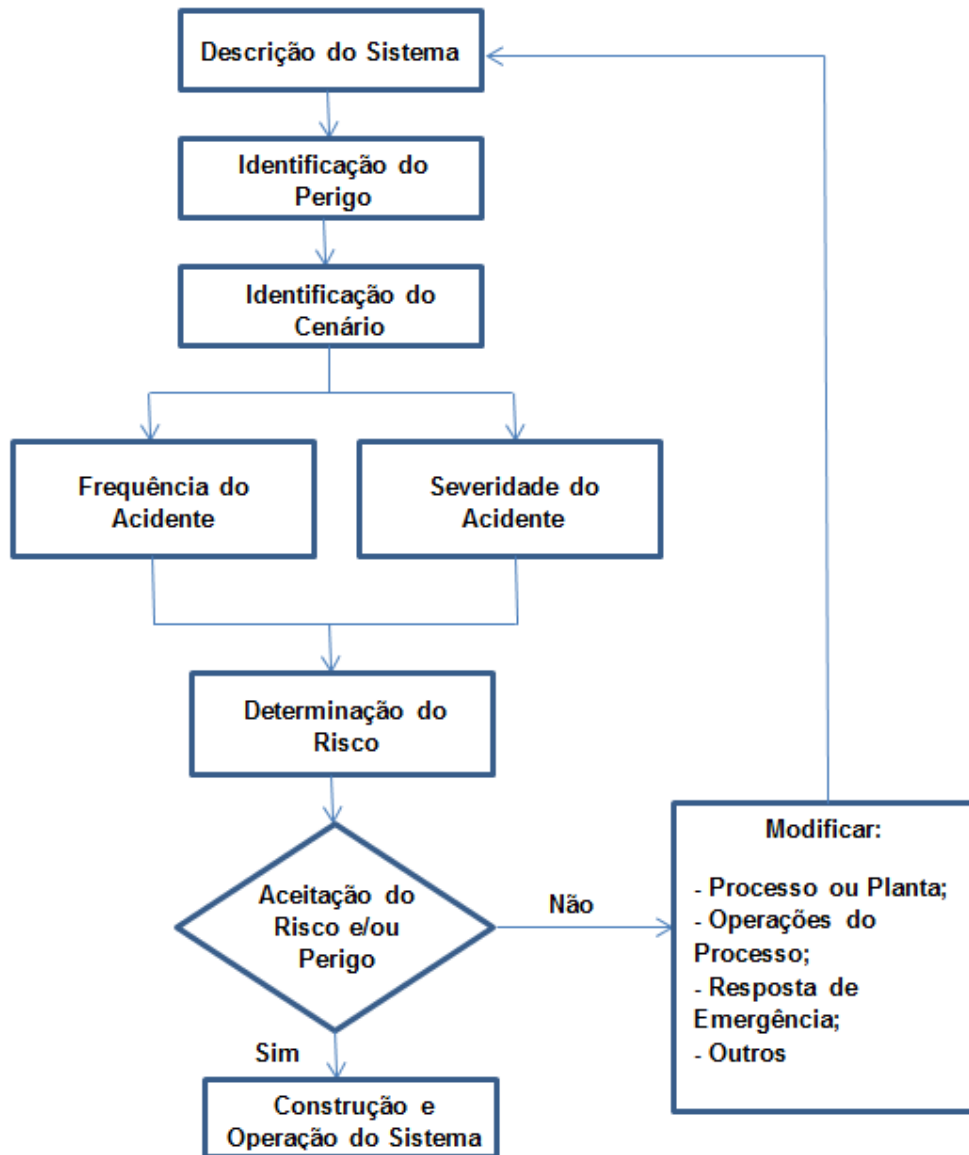 Descrição do Sistema
Identificação do
Perigo
Identificação do
Cenário
Frequência do
Acidente
Severidade do
Acidente
Determinação do
Risco
Aceitação do
Risco e/ou
Perigo
Não
Modificar:
- Processo ou Planta;
- Operações do
Processo;
- Resposta de
Emergência;
- Outros
Sim
Construção e
Operação do Sistema